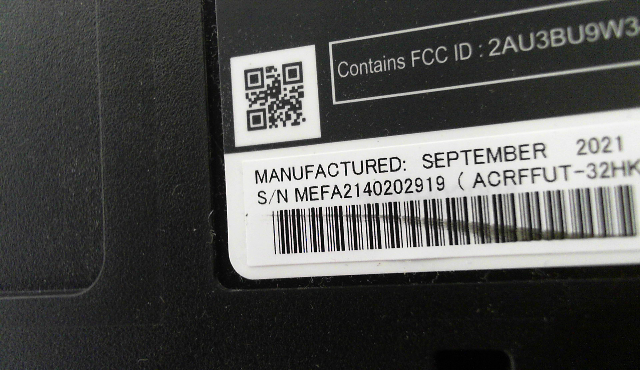 Contains FCC ID : 2AU3BU9W3
MANUFACTURED: SEPTEMBER 2021
S/N MEFA2140202919 ( ACRFFUT-32HK